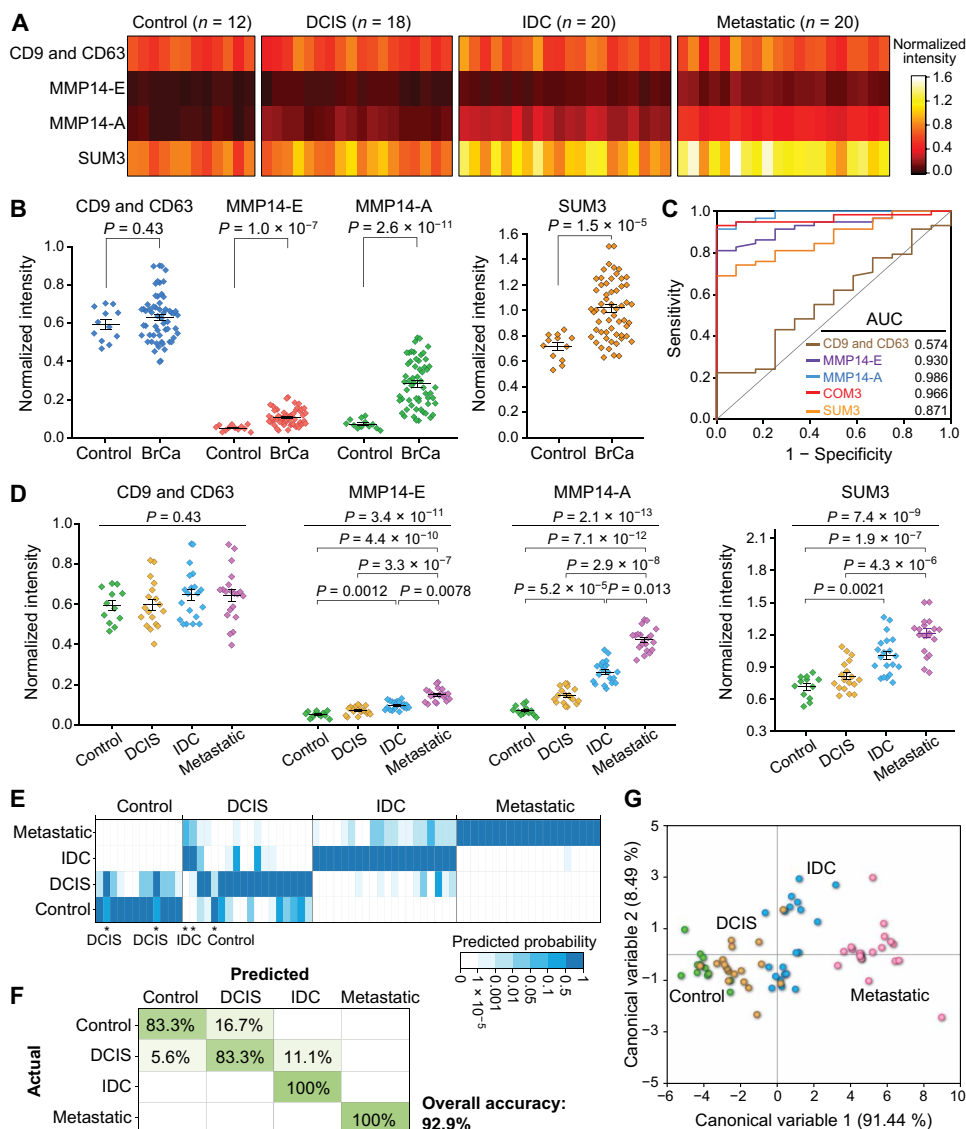 A
Control (n = 12)
DCIS (n = 18)
IDC (n = 20)
Metastatic (n = 20)
CD9 and CD63
MMP14-E
MMP14-A
SUM3
Normalized
intensity
1.6
1.2
0.8
0.4
0.0
B
CD9 and CD63
P = 0.43
MMP14-E
P = 1.0 × 10−7
MMP14-A
P = 2.6 × 10−11
Normalized intensity
1.0
0.8
0.6
0.4
0.2
0.0
Control BrCa
Control BrCa
Control BrCa
SUM3
P = 1.5 × 10−5
Normalized intensity
1.6
1.4
1.2
1.0
0.8
0.6
0.4
0.2
0.0
Control BrCa
C
Sensitivity
1.0
0.8
0.6
0.4
0.2
0.0
AUC
CD9 and CD63 0.574
MMP14-E 0.930
MMP14-A 0.986
COM3 0.966
SUM3 0.871
0.0 0.2 0.4 0.6 0.8 1.0
1 − Specificity
D
CD9 and CD63
P = 0.43
MMP14-E
P = 3.4 × 10−11
P = 4.4 × 10−10
P = 3.3 × 10−7
P = 0.0012
P = 0.0078
MMP14-A
P = 2.1 × 10−13
P = 7.1 × 10−12
P = 2.9 × 10−8
P = 5.2 × 10−5
P = 0.013
Normalized intensity
1.0
0.8
0.6
0.4
0.2
0.0
Control DCIS IDC Metastatic
Control DCIS IDC Metastatic
Control DCIS IDC Metastatic
SUM3
P = 7.4 × 10−9
P = 1.9 × 10−7
P = 4.3 × 10−6
P = 0.0021
Normalized intensity
2.1
1.8
1.5
1.2
0.9
0.6
0.3
Control DCIS IDC Metastatic
E
Control DCIS IDC Metastatic
Metastatic
IDC
DCIS
Control
* * ** *
DCIS DCIS IDC Control
Predicted probability
0 1 × 10−5 0.001 0.01 0.05 0.1 0.5 1
F
Predicted
Control DCIS IDC Metastatic
Actual
Control 83.3% 16.7%
DCIS 5.6% 83.3% 11.1%
IDC 100%
Metastatic 100%
Overall accuracy:
92.9%
G
Canonical variable 2 (8.49 %)
5
3
1
−1
−3
−5
IDC
DCIS
Control
Metastatic
−6 −4 −2 0 2 4 6 8 10
Canonical variable 1 (91.44 %)